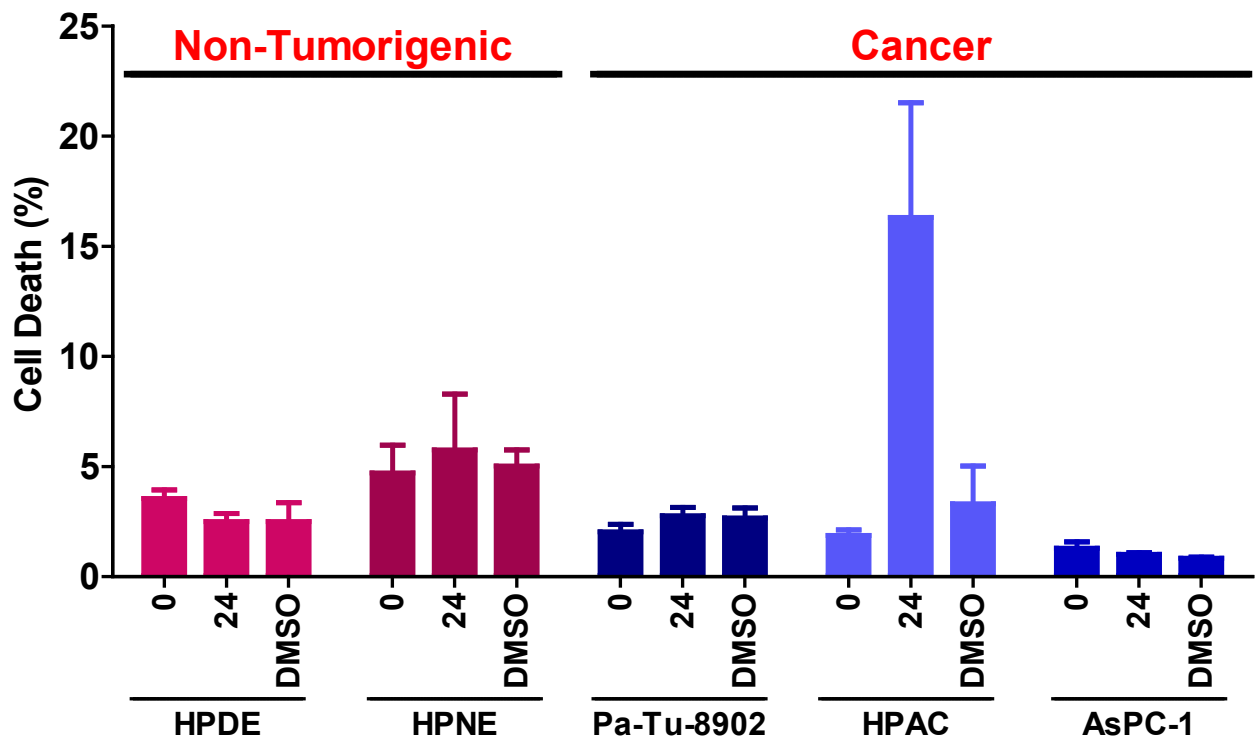 Non-Tumorigenic Cancer
Cell Death (%)
25
20
15
10
5
0
0 24 DMSO 0 24 DMSO 0 24 DMSO 0 24 DMSO 0 24 DMSO
HPDE HPNE Pa-Tu-8902 HPAC AsPC-1